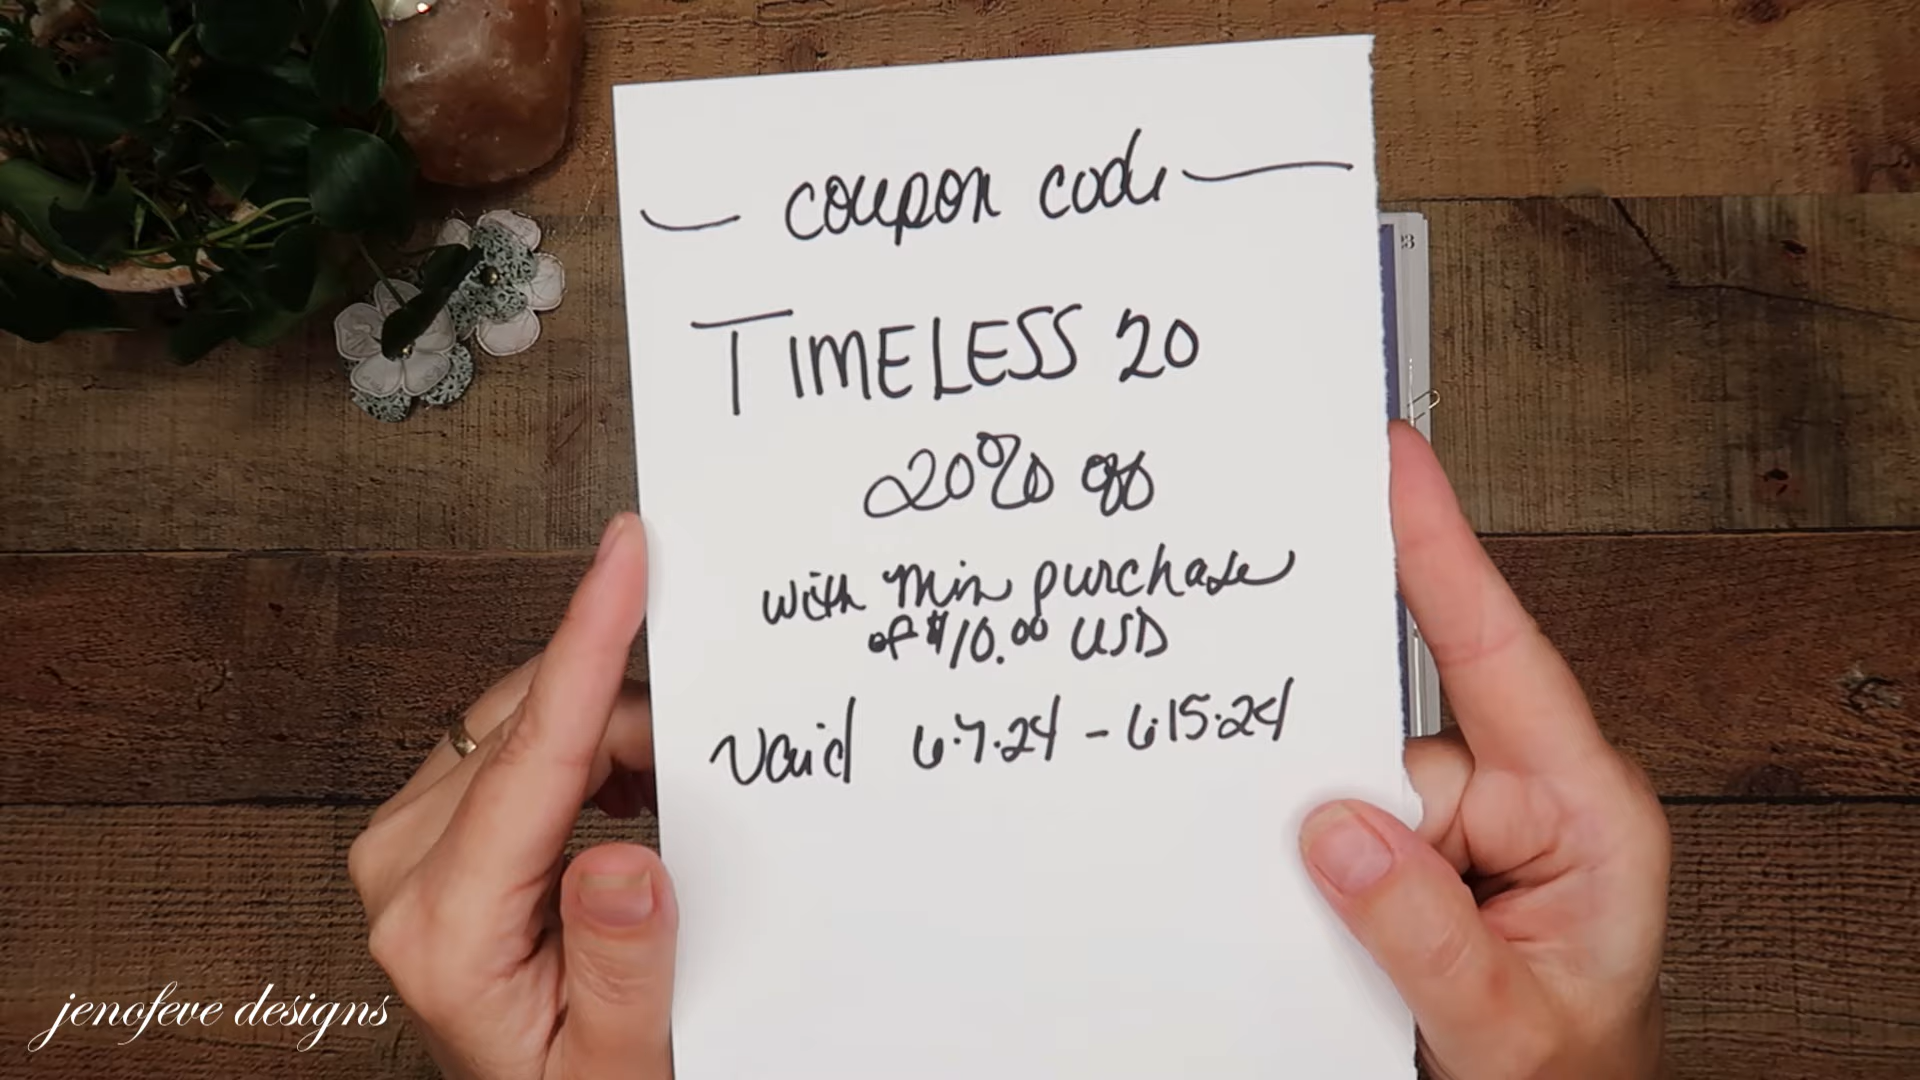 coupon code
TIMELESS 20
20% off
with min purchase
of $10.00 USD
Valid 6.7.24 - 6.15.24
23
jenofeve designs